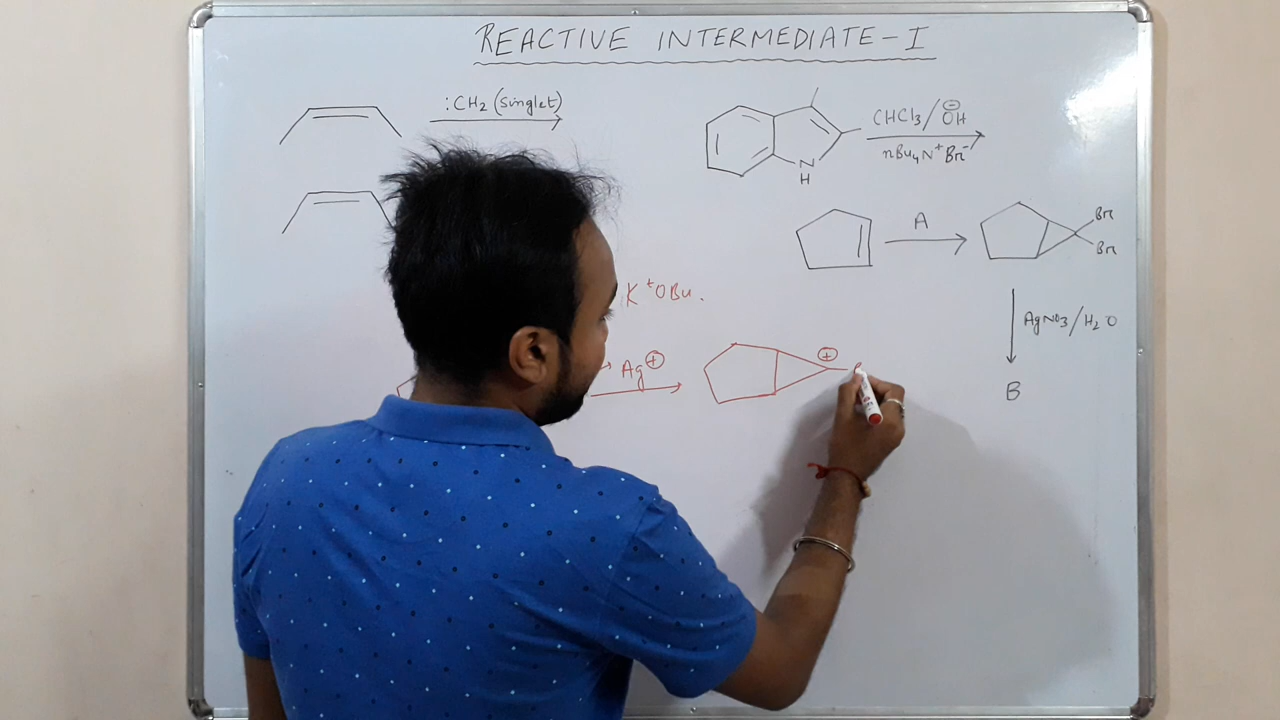 REACTIVE INTERMEDIATE-I
:CH2 (Singlet)
CHCl3/OH⊖
nBu4N+Br-
N
H
A
Br
Br
K+OBu.
AgNO3/H2O
Ag⊕
⊕
B